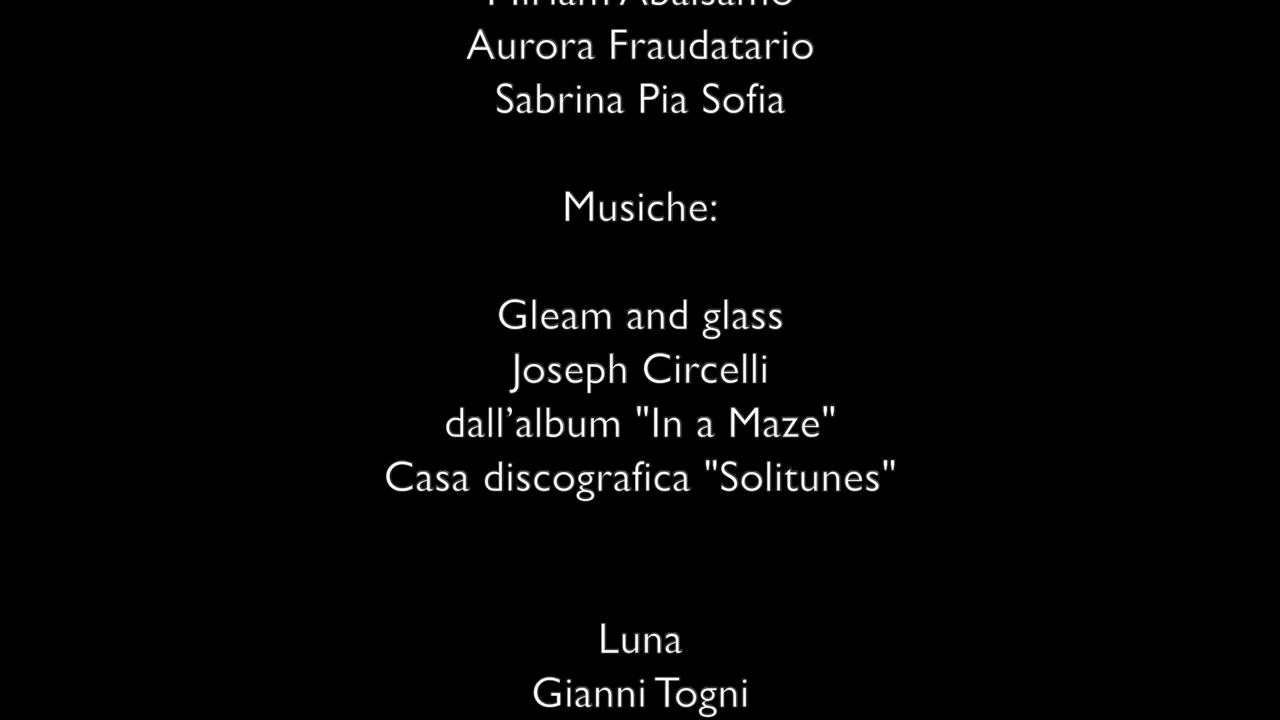 Aurora Fraudatario
Sabrina Pia Sofia
Musiche:
Gleam and glass
Joseph Circelli
dall’album "In a Maze"
Casa discografica "Solitunes"
Luna
Gianni Togni